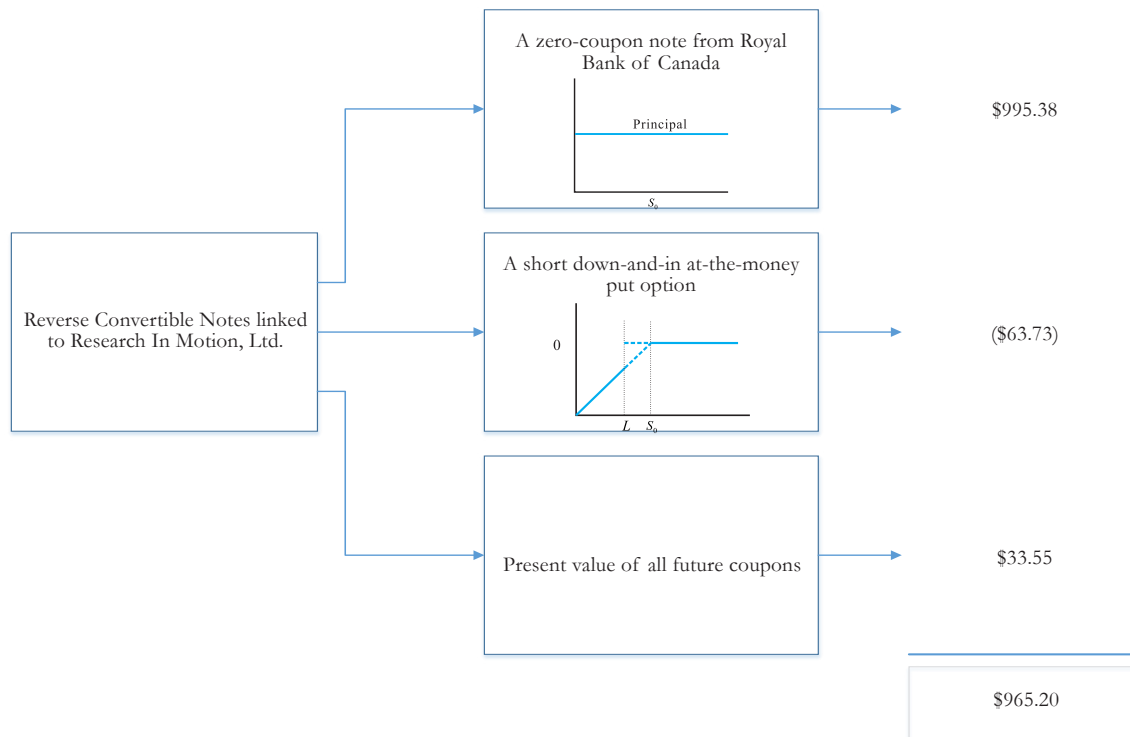 A zero-coupon note from Royal
Bank of Canada
Principal
S₀
$995.38
Reverse Convertible Notes linked
to Research In Motion, Ltd.
A short down-and-in at-the-money
put option
0
L S₀
($63.73)
Present value of all future coupons
$33.55
$965.20